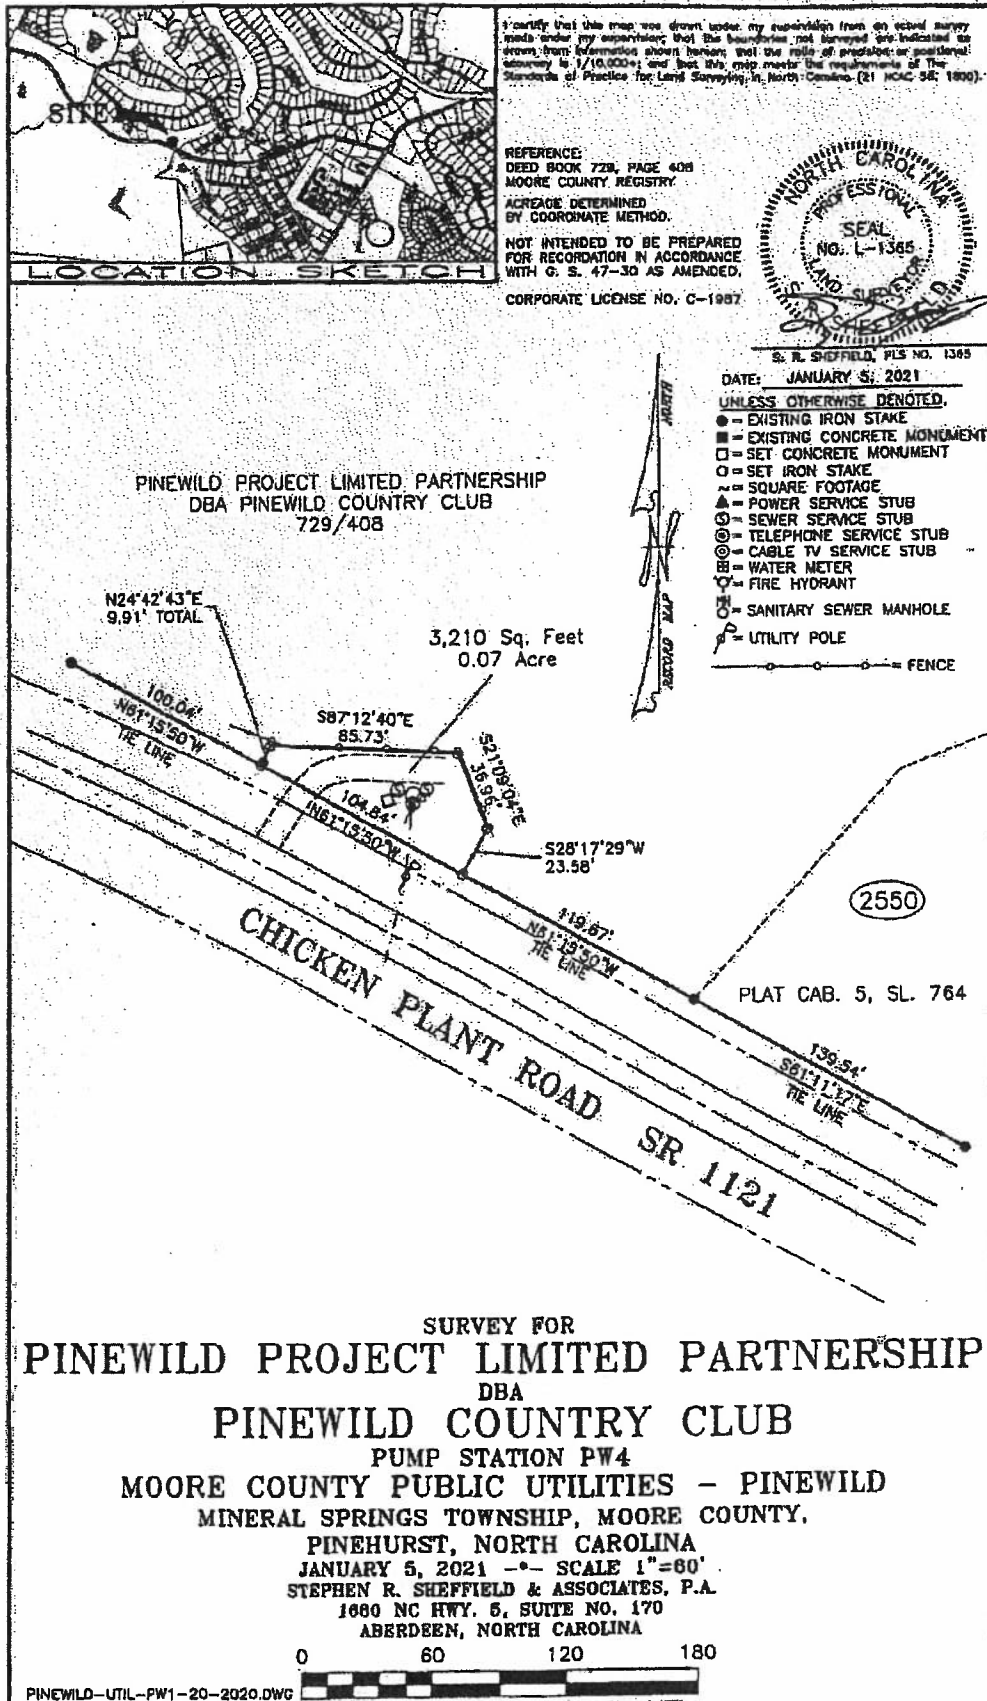 SITE
LOCATION SKETCH
I certify that this map was drawn under my supervision from an actual survey
made under my supervision; that the boundaries not surveyed are indicated as
drawn from information shown hereon; that the ratio of precision or positional
accuracy is 1/10,000+; and that this map meets the requirements of The
Standards of Practice for Land Surveying in North Carolina (21 NCAC 56: 1600).
REFERENCE:
DEED BOOK 729, PAGE 408
MOORE COUNTY REGISTRY
ACREAGE DETERMINED
BY COORDINATE METHOD.
NOT INTENDED TO BE PREPARED
FOR RECORDATION IN ACCORDANCE
WITH G. S. 47-30 AS AMENDED.
CORPORATE LICENSE NO. C-1987
NORTH CAROLINA
PROFESSIONAL
SEAL
NO. L-1365
LAND SURVEYOR
S. R. SHEFFIELD
S. R. SHEFFIELD, PLS NO. 1365
DATE: JANUARY 5, 2021
UNLESS OTHERWISE DENOTED.
= EXISTING IRON STAKE
= EXISTING CONCRETE MONUMENT
= SET CONCRETE MONUMENT
= SET IRON STAKE
~= SQUARE FOOTAGE
= POWER SERVICE STUB
= SEWER SERVICE STUB
= TELEPHONE SERVICE STUB
= CABLE TV SERVICE STUB
= WATER METER
= FIRE HYDRANT
= SANITARY SEWER MANHOLE
= UTILITY POLE
= FENCE
NORTH
PINEWILD PROJECT LIMITED PARTNERSHIP
DBA PINEWILD COUNTRY CLUB
729/408
N24°42'43"E
9.91' TOTAL
3,210 Sq. Feet
0.07 Acre
100.04'
N61°15'50"W
TIE LINE
S87°12'40"E
85.73'
S21°09'04"E
36.96'
104.84'
N61°15'50"W
S28°17'29"W
23.58'
119.67'
N61°15'50"W
TIE LINE
2550
PLAT CAB. 5, SL. 764
139.54'
S61°11'17"E
TIE LINE
CHICKEN PLANT ROAD SR 1121
SURVEY FOR
PINEWILD PROJECT LIMITED PARTNERSHIP
DBA
PINEWILD COUNTRY CLUB
PUMP STATION PW4
MOORE COUNTY PUBLIC UTILITIES - PINEWILD
MINERAL SPRINGS TOWNSHIP, MOORE COUNTY,
PINEHURST, NORTH CAROLINA
JANUARY 5, 2021 -•- SCALE 1"=60'
STEPHEN R. SHEFFIELD & ASSOCIATES, P.A.
1680 NC HWY. 5, SUITE NO. 170
ABERDEEN, NORTH CAROLINA
0 60 120 180
PINEWILD-UTIL-PW1-20-2020.DWG